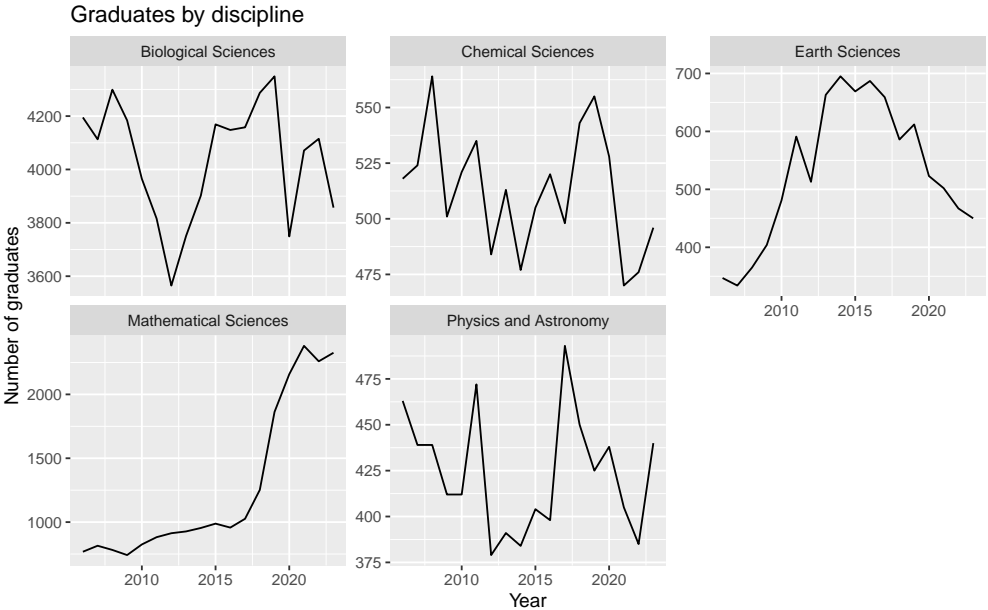 Graduates by discipline
Biological Sciences
Chemical Sciences
Earth Sciences
4200
4000
3800
3600
550
525
500
475
700
600
500
400
2010 2015 2020
Number of graduates
Mathematical Sciences
Physics and Astronomy
2000
1500
1000
475
450
425
400
375
2010 2015 2020
2010 2015 2020
Year